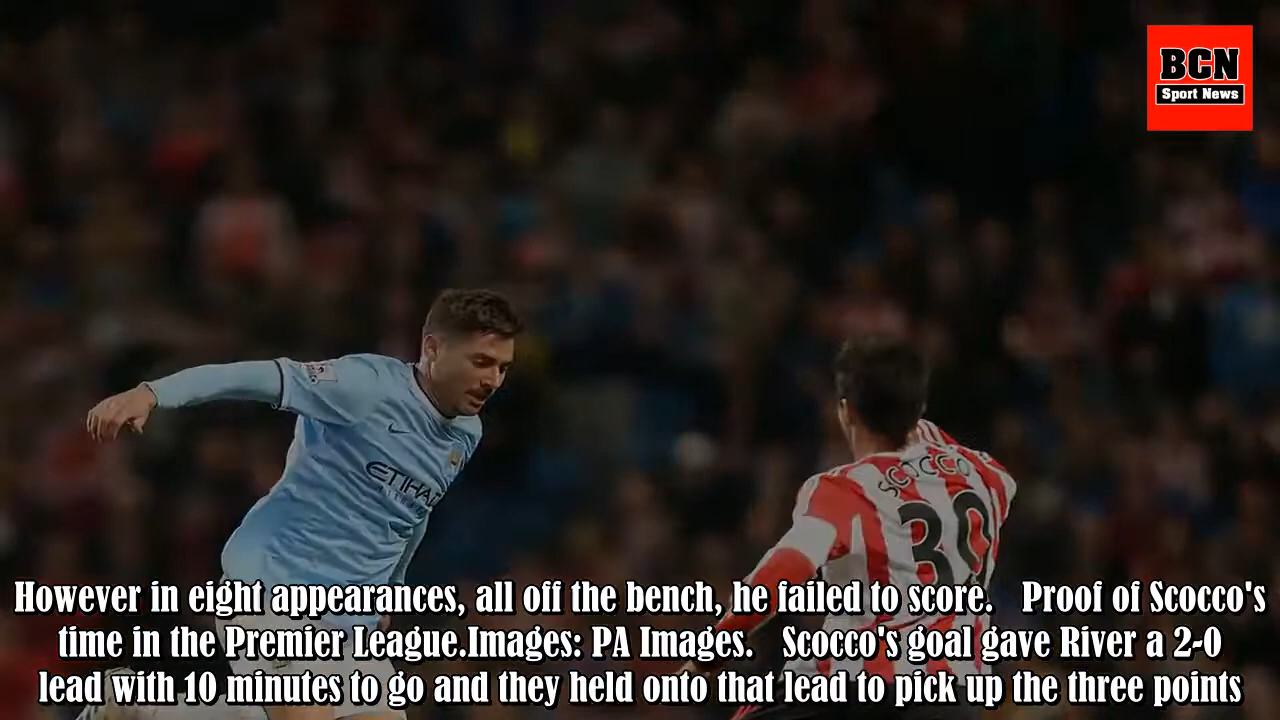 BCN
Sport News
ETIHAD
SCOCCO
30
However in eight appearances, all off the bench, he failed to score. Proof of Scocco's
time in the Premier League.Images: PA Images. Scocco's goal gave River a 2-0
lead with 10 minutes to go and they held onto that lead to pick up the three points